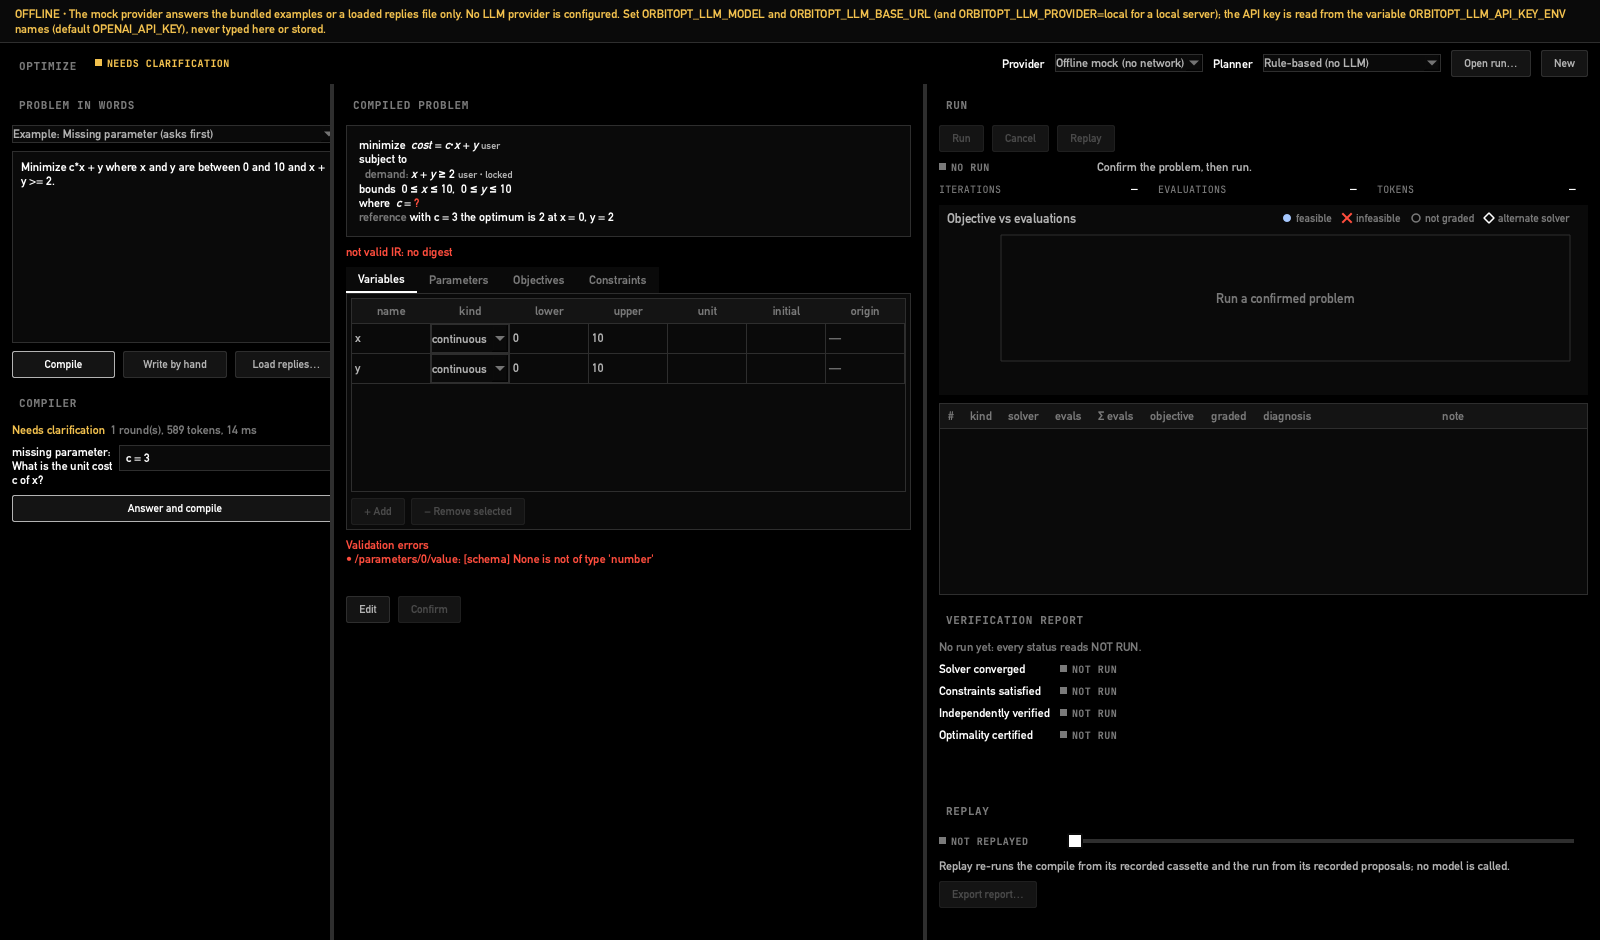 OFFLINE • The mock provider answers the bundled examples or a loaded replies file only. No LLM provider is configured. Set ORBITOPT_LLM_MODEL and ORBITOPT_LLM_BASE_URL (and ORBITOPT_LLM_PROVIDER=local for a local server); the API key is read from the variable ORBITOPT_LLM_API_KEY_ENV
names (default OPENAI_API_KEY), never typed here or stored.
OPTIMIZE
NEEDS CLARIFICATION
Provider
Offline mock (no network)
Planner
Rule-based (no LLM)
Open run…
New
PROBLEM IN WORDS
Example: Missing parameter (asks first)
Minimize c*x + y where x and y are between 0 and 10 and x +
y >= 2.
Compile
Write by hand
Load replies…
COMPILER
Needs clarification 1 round(s), 589 tokens, 14 ms
missing parameter:
What is the unit cost
c of x?
c = 3
Answer and compile
COMPILED PROBLEM
minimize cost = c·x + y user
subject to
demand: x + y ≥ 2 user · locked
bounds 0 ≤ x ≤ 10, 0 ≤ y ≤ 10
where c = ?
reference with c = 3 the optimum is 2 at x = 0, y = 2
not valid IR: no digest
Variables
Parameters
Objectives
Constraints
name kind lower upper unit initial origin
x continuous 0 10 —
y continuous 0 10 —
+ Add
− Remove selected
Validation errors
• /parameters/0/value: [schema] None is not of type 'number'
Edit
Confirm
RUN
Run
Cancel
Replay
NO RUN
Confirm the problem, then run.
ITERATIONS –
EVALUATIONS –
TOKENS –
Objective vs evaluations
feasible
infeasible
not graded
alternate solver
Run a confirmed problem
# kind solver evals Σ evals objective graded diagnosis note
VERIFICATION REPORT
No run yet: every status reads NOT RUN.
Solver converged NOT RUN
Constraints satisfied NOT RUN
Independently verified NOT RUN
Optimality certified NOT RUN
REPLAY
NOT REPLAYED
Replay re-runs the compile from its recorded cassette and the run from its recorded proposals; no model is called.
Export report…